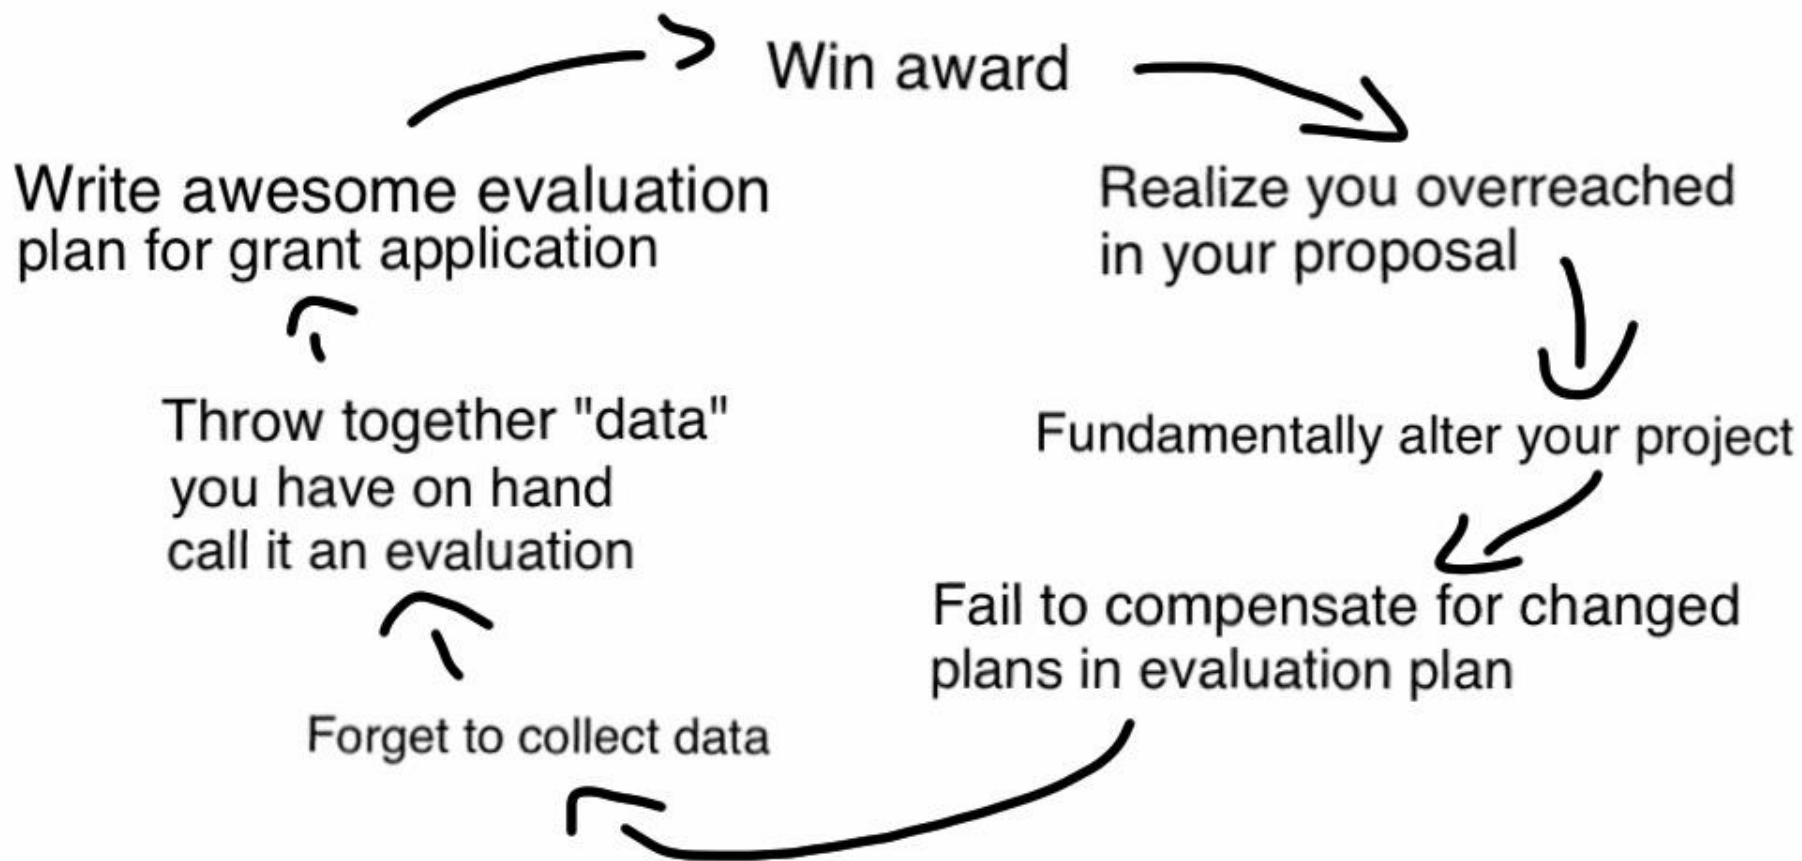 Win award
Realize you overreached
in your proposal
Fundamentally alter your project
Fail to compensate for changed
plans in evaluation plan
Forget to collect data
Throw together "data"
you have on hand
call it an evaluation
Write awesome evaluation
plan for grant application